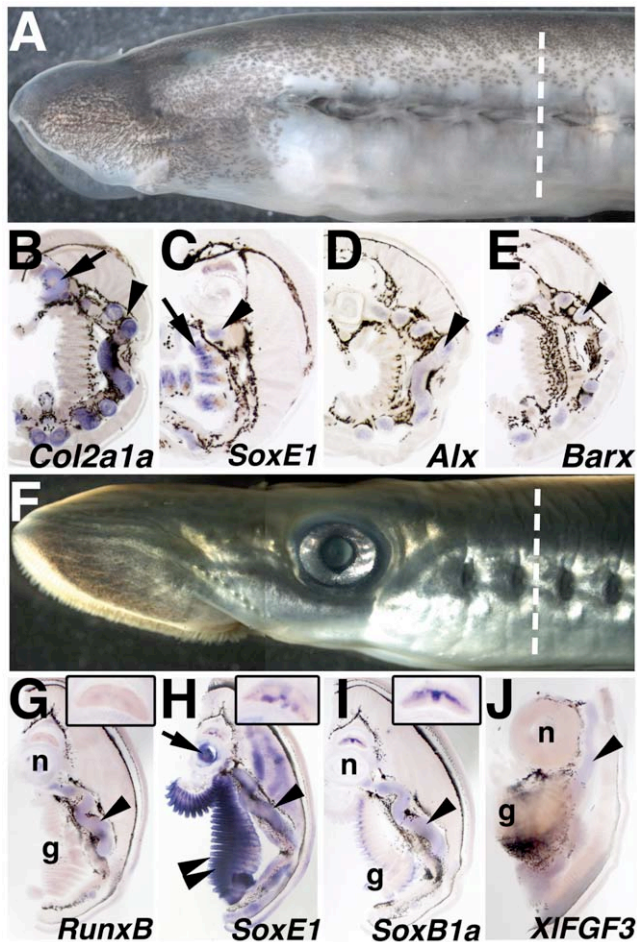 A
B C D E
Col2a1a SoxE1 Alx Barx
F
G H I J
n n n
g g g
RunxB SoxE1 SoxB1a XlFGF3